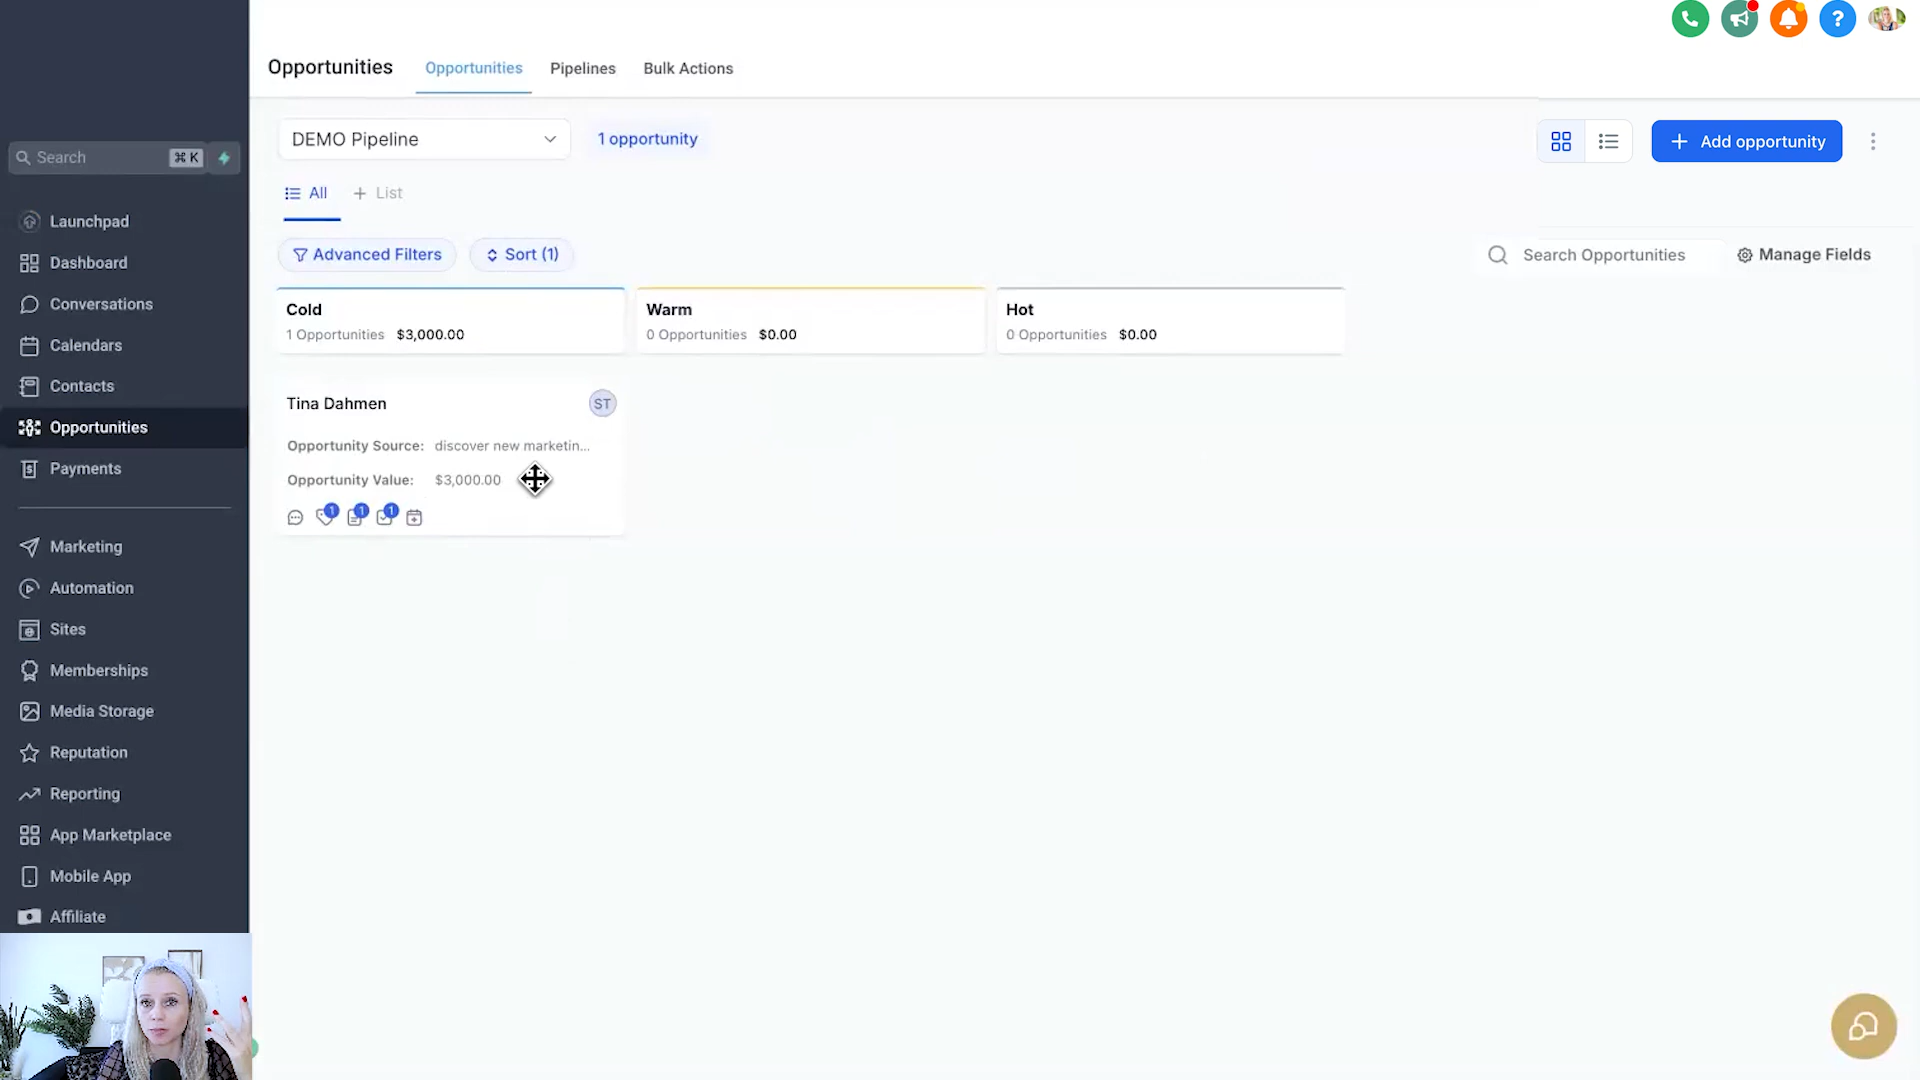 Opportunities
Opportunities
Pipelines
Bulk Actions
?
Search
⌘ K
DEMO Pipeline
1 opportunity
+ Add opportunity
All
+ List
Advanced Filters
Sort (1)
Search Opportunities
Manage Fields
Launchpad
Dashboard
Conversations
Calendars
Contacts
Opportunities
Payments
Marketing
Automation
Sites
Memberships
Media Storage
Reputation
Reporting
App Marketplace
Mobile App
Affiliate
Cold
1 Opportunities $3,000.00
Warm
0 Opportunities $0.00
Hot
0 Opportunities $0.00
Tina Dahmen
ST
Opportunity Source: discover new marketin...
Opportunity Value: $3,000.00
1
1
1